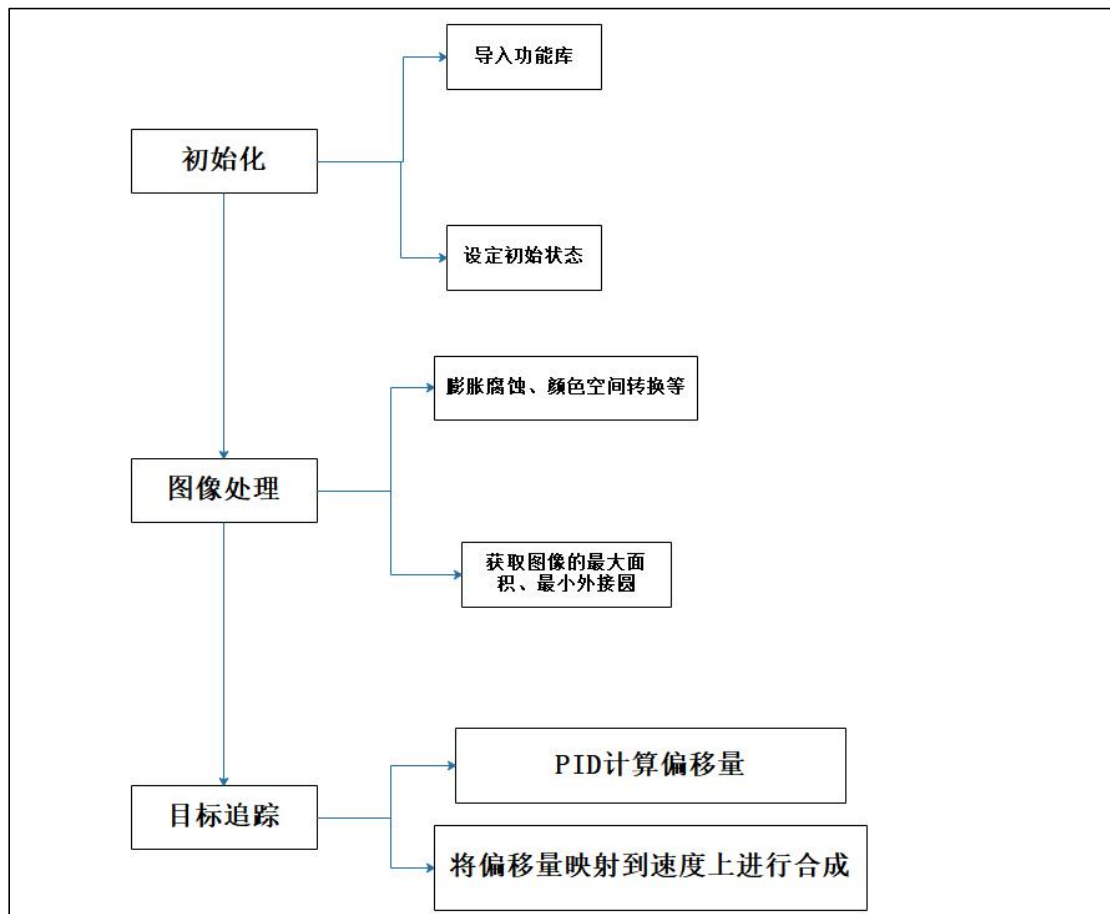 导入功能库
初始化
设定初始状态
膨胀腐蚀、颜色空间转换等
图像处理
获取图像的最大面
积、最小外接圆
PID计算偏移量
目标追踪
将偏移量映射到速度上进行合成